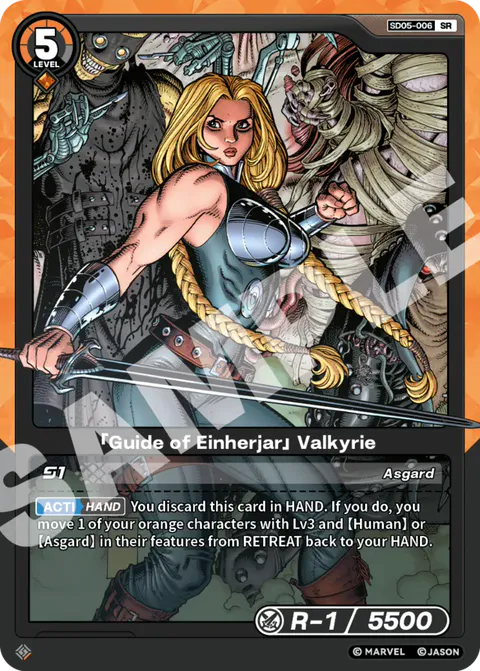 5
LEVEL
SD05-006 SR
SAMPLE
「Guide of Einherjar」 Valkyrie
S1
Asgard
ACTI HAND You discard this card in HAND. If you do, you
move 1 of your orange characters with Lv3 and 【Human】 or
【Asgard】 in their features from RETREAT back to your HAND.
R-1 / 5500
© MARVEL ©JASON